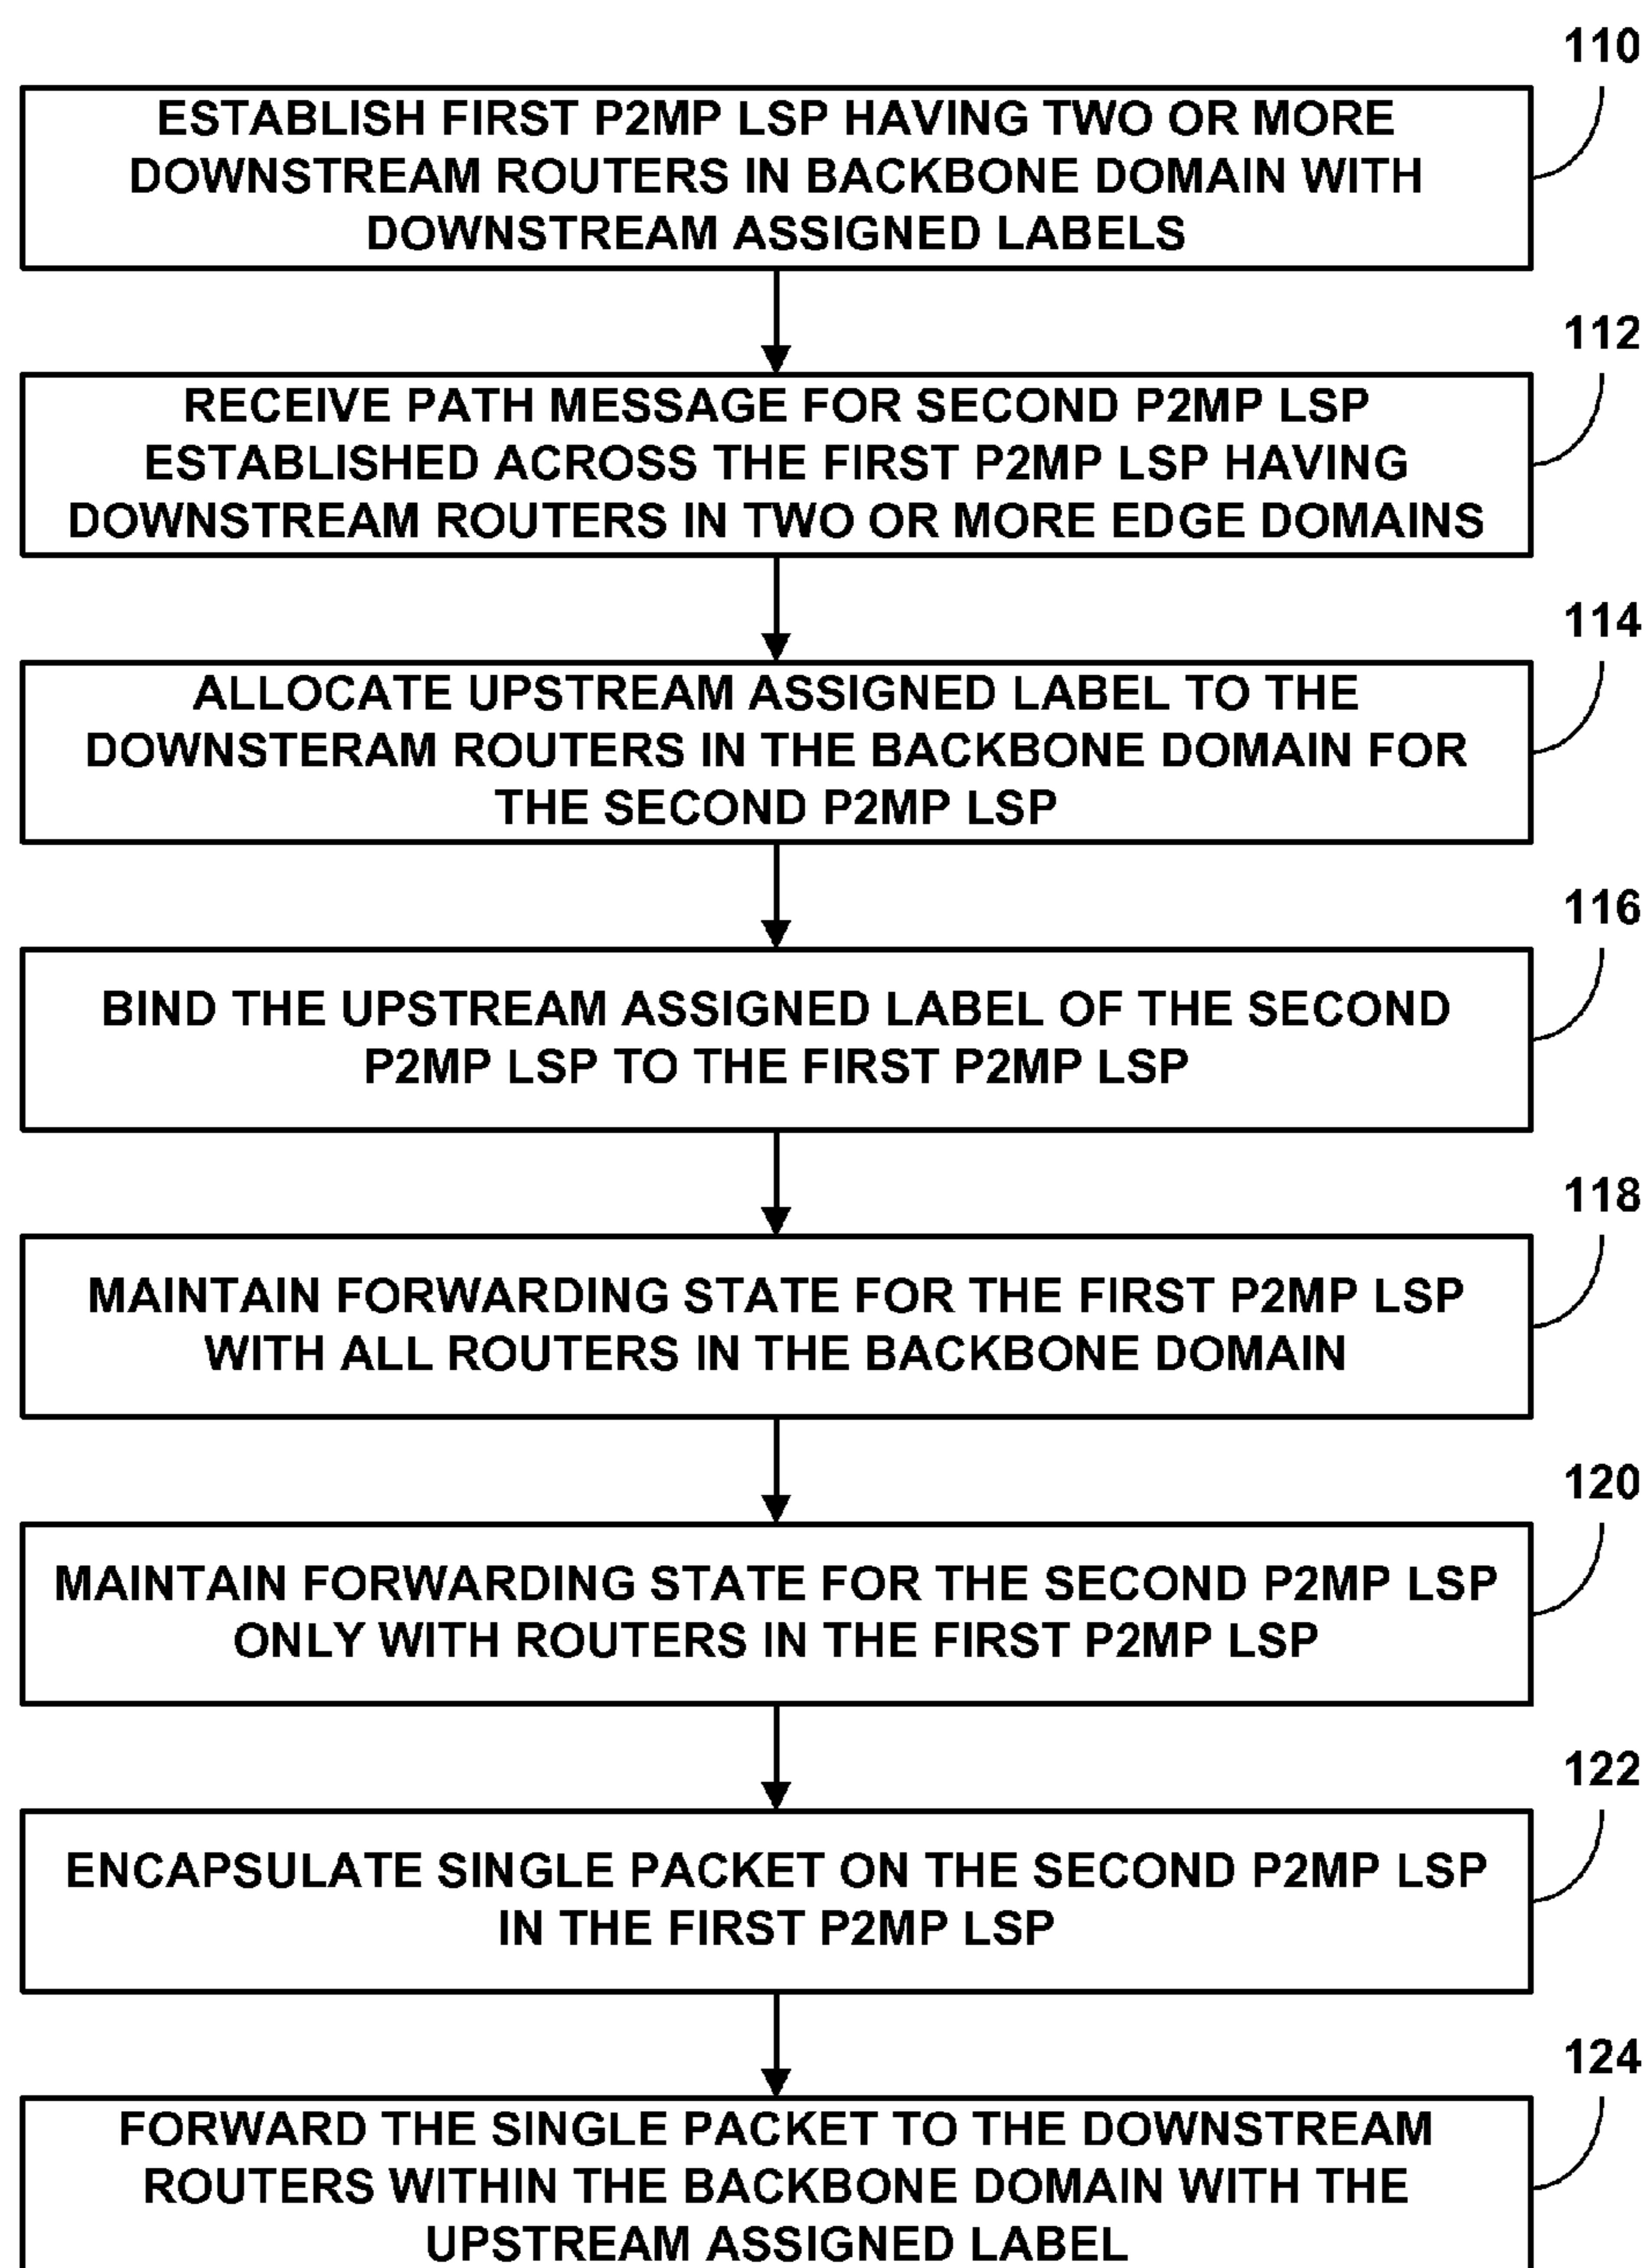 110
ESTABLISH FIRST P2MP LSP HAVING TWO OR MORE
DOWNSTREAM ROUTERS IN BACKBONE DOMAIN WITH
DOWNSTREAM ASSIGNED LABELS
112
RECEIVE PATH MESSAGE FOR SECOND P2MP LSP
ESTABLISHED ACROSS THE FIRST P2MP LSP HAVING
DOWNSTREAM ROUTERS IN TWO OR MORE EDGE DOMAINS
114
ALLOCATE UPSTREAM ASSIGNED LABEL TO THE
DOWNSTERAM ROUTERS IN THE BACKBONE DOMAIN FOR
THE SECOND P2MP LSP
116
BIND THE UPSTREAM ASSIGNED LABEL OF THE SECOND
P2MP LSP TO THE FIRST P2MP LSP
118
MAINTAIN FORWARDING STATE FOR THE FIRST P2MP LSP
WITH ALL ROUTERS IN THE BACKBONE DOMAIN
120
MAINTAIN FORWARDING STATE FOR THE SECOND P2MP LSP
ONLY WITH ROUTERS IN THE FIRST P2MP LSP
122
ENCAPSULATE SINGLE PACKET ON THE SECOND P2MP LSP
IN THE FIRST P2MP LSP
124
FORWARD THE SINGLE PACKET TO THE DOWNSTREAM
ROUTERS WITHIN THE BACKBONE DOMAIN WITH THE
UPSTREAM ASSIGNED LABEL